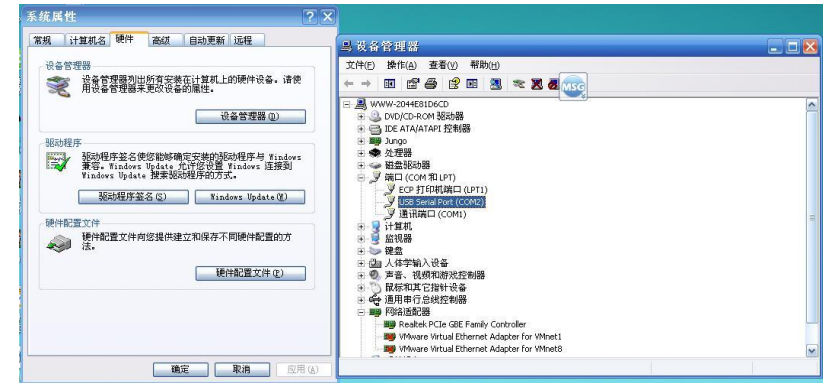 系统属性
常规 计算机名 硬件 高级 自动更新 远程
设备管理器
设备管理器列出所有安装在计算机上的硬件设备。请使
用设备管理器来更改设备的属性。
设备管理器(D)
驱动程序
驱动程序签名使您能够确定安装的驱动程序与 Windows
兼容。Windows Update 允许您设置 Windows 连接到
Windows Update 搜索驱动程序的方式。
驱动程序签名(S) Windows Update(W)
硬件配置文件
硬件配置文件向您提供建立和保存不同硬件配置的方
法。
硬件配置文件(P)
确定 取消 应用(A)
设备管理器
文件(F) 操作(A) 查看(V) 帮助(H)
MSG
WWW-2044E81D6CD
DVD/CD-ROM 驱动器
IDE ATA/ATAPI 控制器
Jungo
处理器
磁盘驱动器
端口 (COM 和 LPT)
ECP 打印机端口 (LPT1)
USB Serial Port (COM2)
通讯端口 (COM1)
计算机
监视器
键盘
人体学输入设备
声音、视频和游戏控制器
鼠标和其它指针设备
通用串行总线控制器
网络适配器
Realtek PCIe GBE Family Controller
VMware Virtual Ethernet Adapter for VMnet1
VMware Virtual Ethernet Adapter for VMnet8